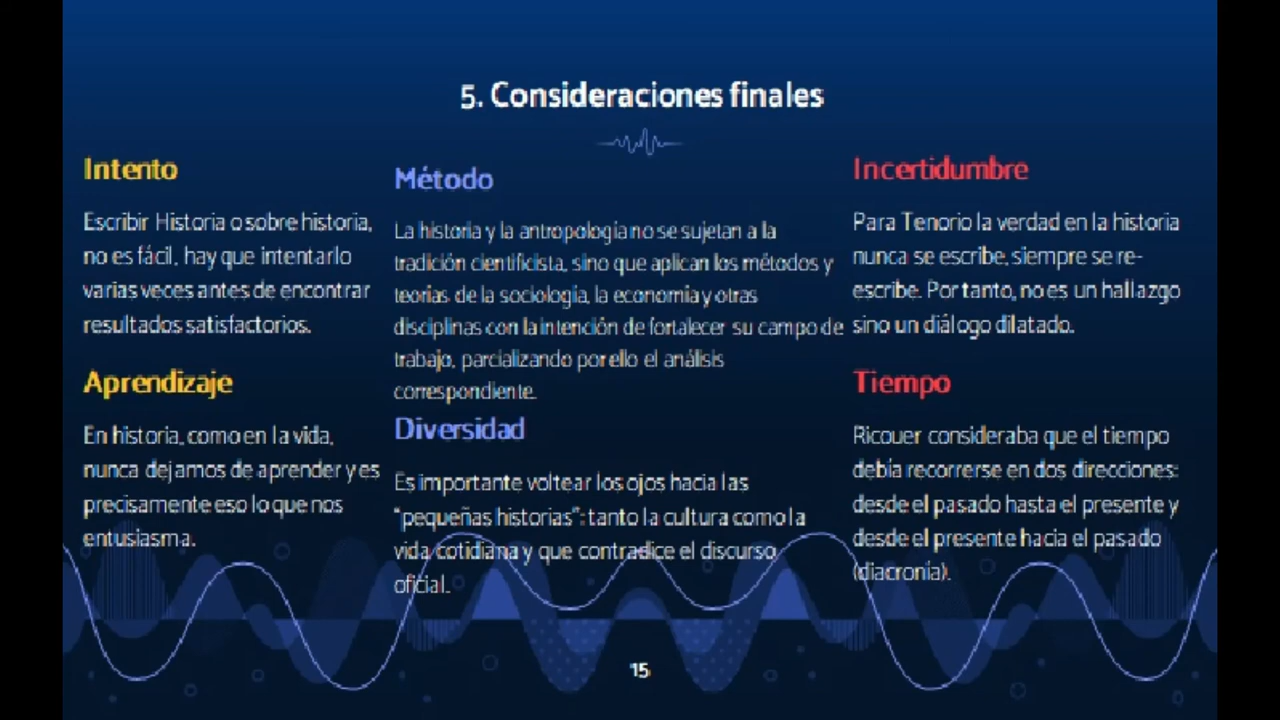 5. Consideraciones finales
Intento
Escribir Historia o sobre historia,
no es fácil, hay que intentarlo
varias veces antes de encontrar
resultados satisfactorios.
Aprendizaje
En historia, como en la vida,
nunca dejamos de aprender y es
precisamente eso lo que nos
entusiasma.
Método
La historia y la antropología no se sujetan a la
tradición cientificista, sino que aplican los métodos y
teorías de la sociología, la economía y otras
disciplinas con la intención de fortalecer su campo de
trabajo, parcializando por ello el análisis
correspondiente.
Diversidad
Es importante voltear los ojos hacia las
"pequeñas historias": tanto la cultura como la
vida cotidiana y que contradice el discurso
oficial.
Incertidumbre
Para Tenorio la verdad en la historia
nunca se escribe, siempre se re-
escribe. Por tanto, no es un hallazgo
sino un diálogo dilatado.
Tiempo
Ricouer consideraba que el tiempo
debía recorrerse en dos direcciones:
desde el pasado hasta el presente y
desde el presente hacia el pasado
(diacronía).
15